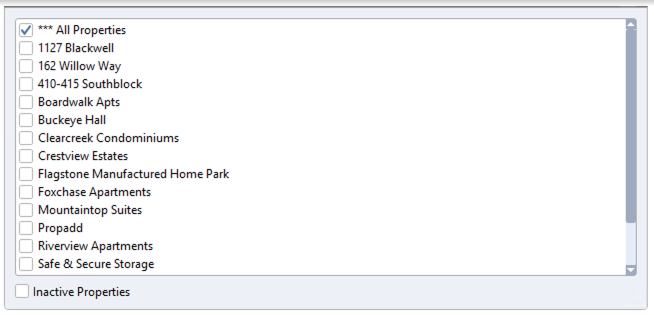 *** All Properties
1127 Blackwell
162 Willow Way
410-415 Southblock
Boardwalk Apts
Buckeye Hall
Clearcreek Condominiums
Crestview Estates
Flagstone Manufactured Home Park
Foxchase Apartments
Mountaintop Suites
Propadd
Riverview Apartments
Safe & Secure Storage
Inactive Properties